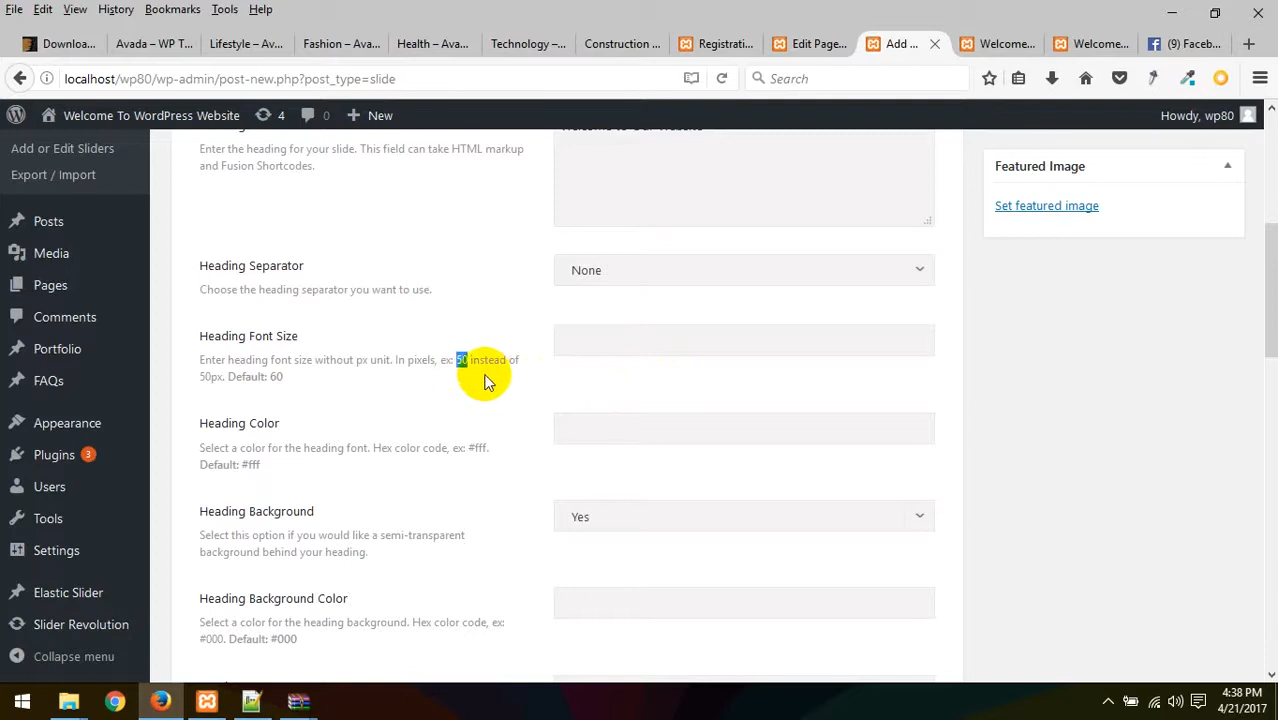 File Edit View History Bookmarks Tools Help
Downloa... Avada – WP T... Lifestyle – Av... Fashion – Ava... Health – Ava... Technology –... Construction ... Registrati... Edit Page... Add ... Welcome... Welcome... (9) Faceb...
localhost/wp80/wp-admin/post-new.php?post_type=slide Search
Welcome To WordPress Website 4 0 New Howdy, wp80
Add or Edit Sliders
Export / Import
Posts
Media
Pages
Comments
Portfolio
FAQs
Appearance
Plugins 3
Users
Tools
Settings
Elastic Slider
Slider Revolution
Collapse menu
Welcome to Our Website
Enter the heading for your slide. This field can take HTML markup
and Fusion Shortcodes.
Heading Separator
None
Choose the heading separator you want to use.
Heading Font Size
Enter heading font size without px unit. In pixels, ex: 50 instead of
50px. Default: 60
Heading Color
Select a color for the heading font. Hex color code, ex: #fff.
Default: #fff
Heading Background
Yes
Select this option if you would like a semi-transparent
background behind your heading.
Heading Background Color
Select a color for the heading background. Hex color code, ex:
#000. Default: #000
Featured Image
Set featured image
4:38 PM
4/21/2017